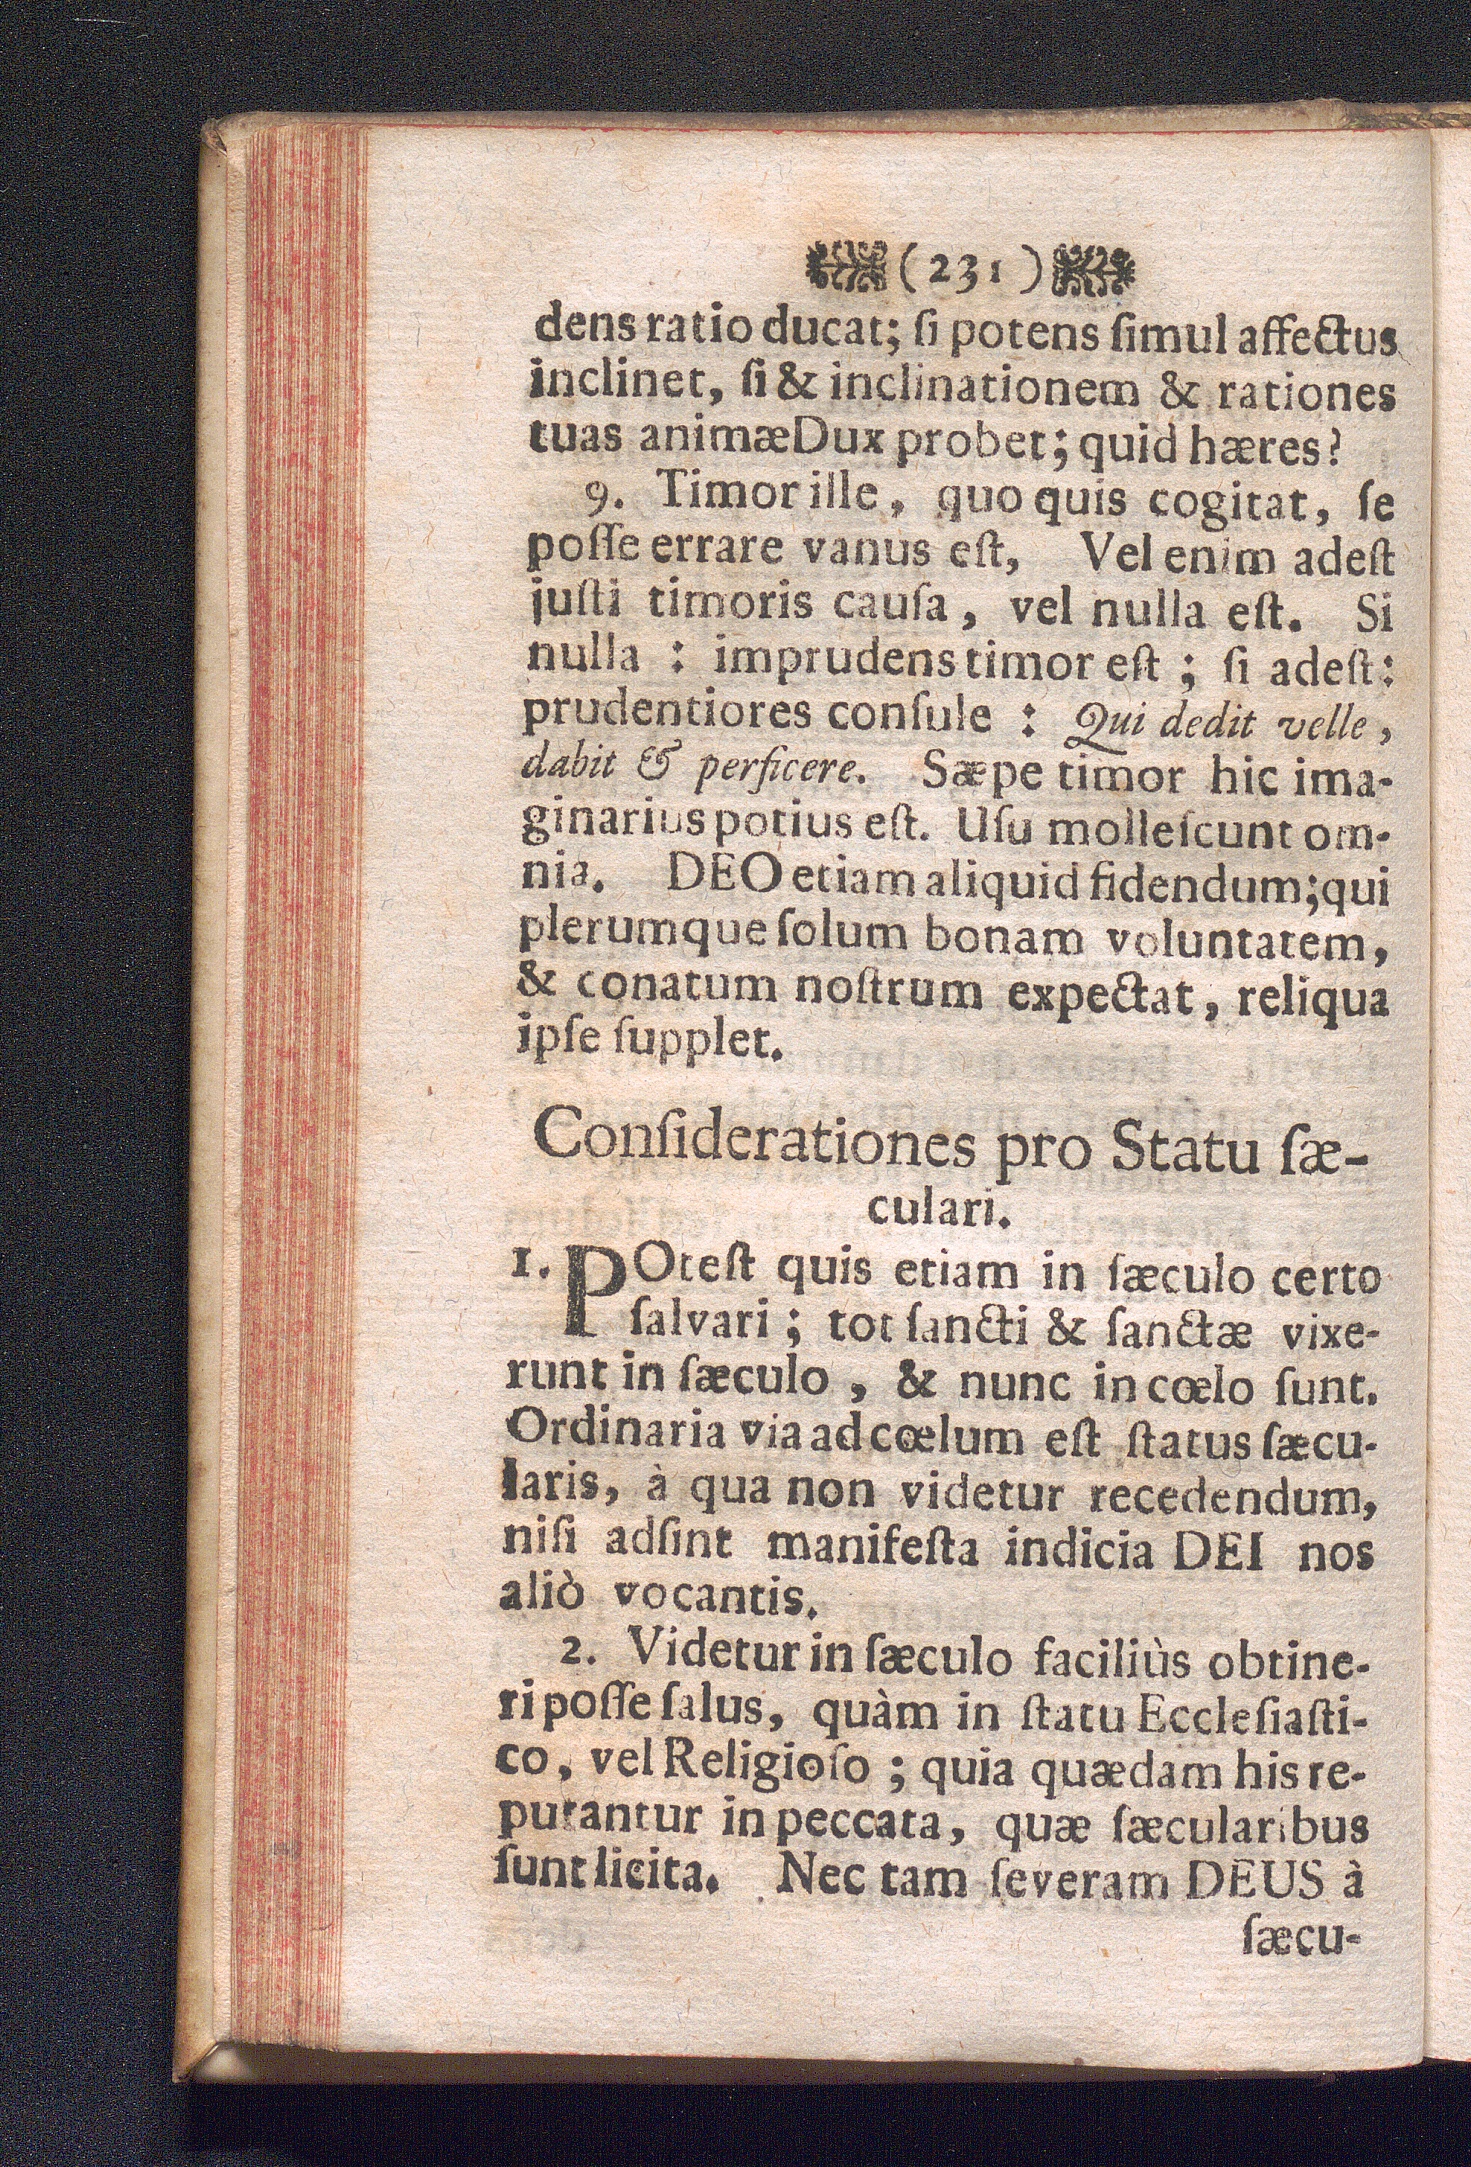 (231)
dens ratio ducat; ſi potens ſimul affectus
inclinet, ſi & inclinationem & rationes
tuas animæ Dux probet; quid hæres?
9. Timor ille, quo quis cogitat, ſe
poſſe errare vanus eſt, Vel enim adeſt
juſti timoris cauſa, vel nulla eſt. Si
nulla : imprudens timor eſt ; ſi adeſt:
prudentiores conſule : Qui dedit velle,
dabit & perficere. Sæpe timor hic ima-
ginarius potius eſt. Uſu molleſcunt om-
nia. DEO etiam aliquid fidendum; qui
plerumque ſolum bonam voluntatem,
& conatum noſtrum expectat, reliqua
ipſe ſupplet.
Conſiderationes pro Statu ſæ-
culari.
1. POteſt quis etiam in ſæculo certo
ſalvari; tot ſancti & ſanctæ vixe-
runt in ſæculo, & nunc in cœlo ſunt.
Ordinaria via ad cœlum eſt ſtatus ſæcu-
laris, à qua non videtur recedendum,
niſi adſint manifeſta indicia DEI nos
aliò vocantis.
2. Videtur in ſæculo faciliùs obtine-
ri poſſe ſalus, quàm in ſtatu Eccleſiaſti-
co, vel Religioſo ; quia quædam his re-
putantur in peccata, quæ ſæcularibus
ſunt licita. Nec tam ſeveram DEUS à
ſæcu-